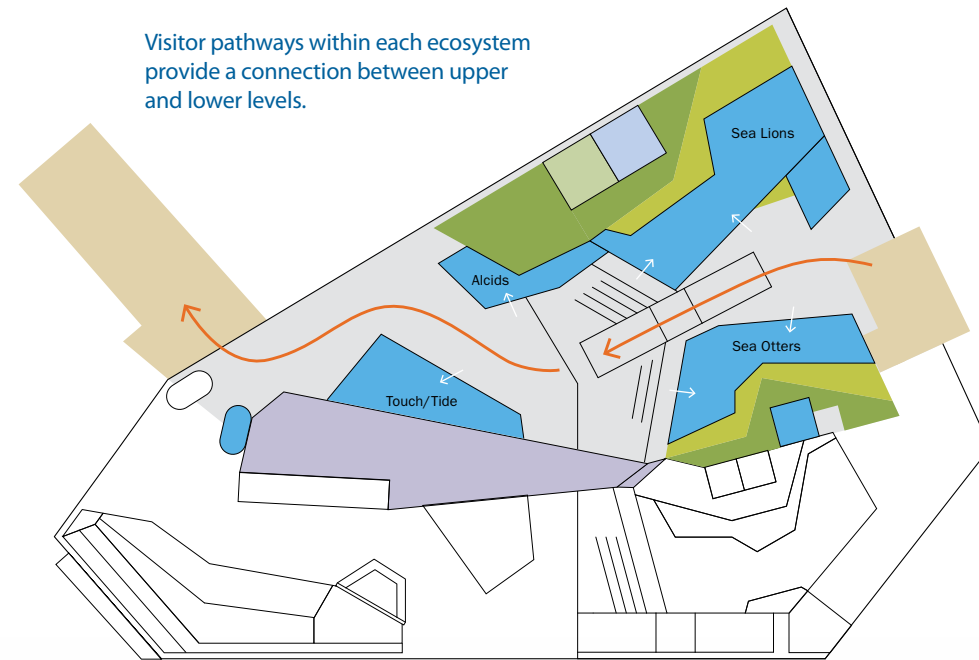 Visitor pathways within each ecosystem
provide a connection between upper
and lower levels.
Sea Lions
Alcids
Sea Otters
Touch/Tide